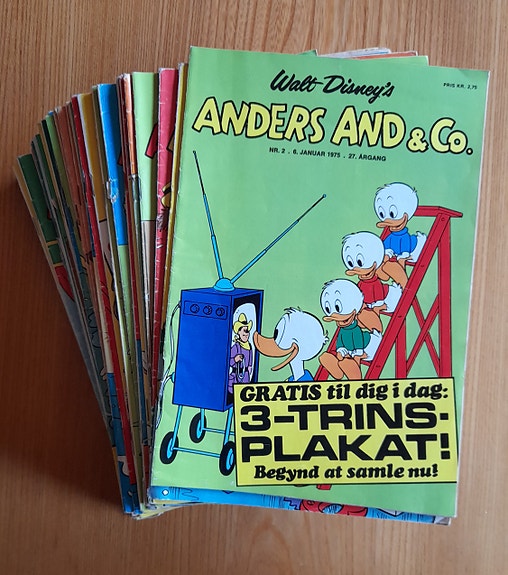 PRIS KR. 2,75
Walt Disney's
ANDERS AND & Co.
NR. 2 . 6. JANUAR 1975 . 27. ÅRGANG
GRATIS til dig i dag:
3-TRINS-
PLAKAT!
Begynd at samle nu!